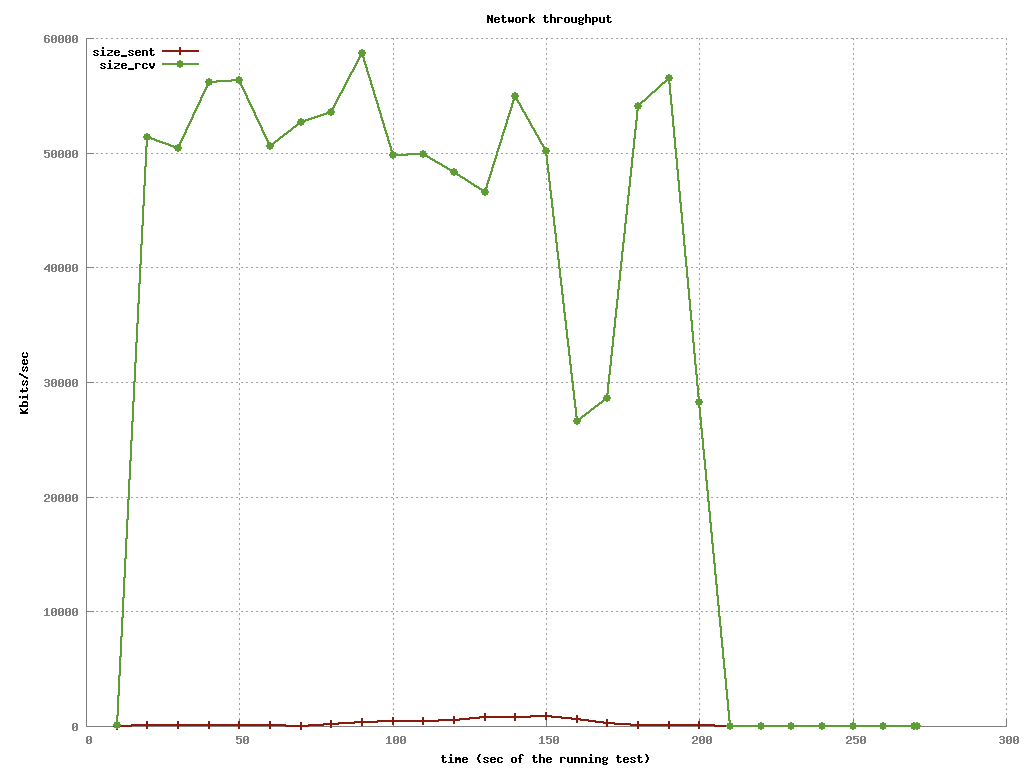 Network throughput
size_sent
size_rcv
60000
50000
40000
30000
20000
10000
0
Kbits/sec
0 50 100 150 200 250 300
time (sec of the running test)